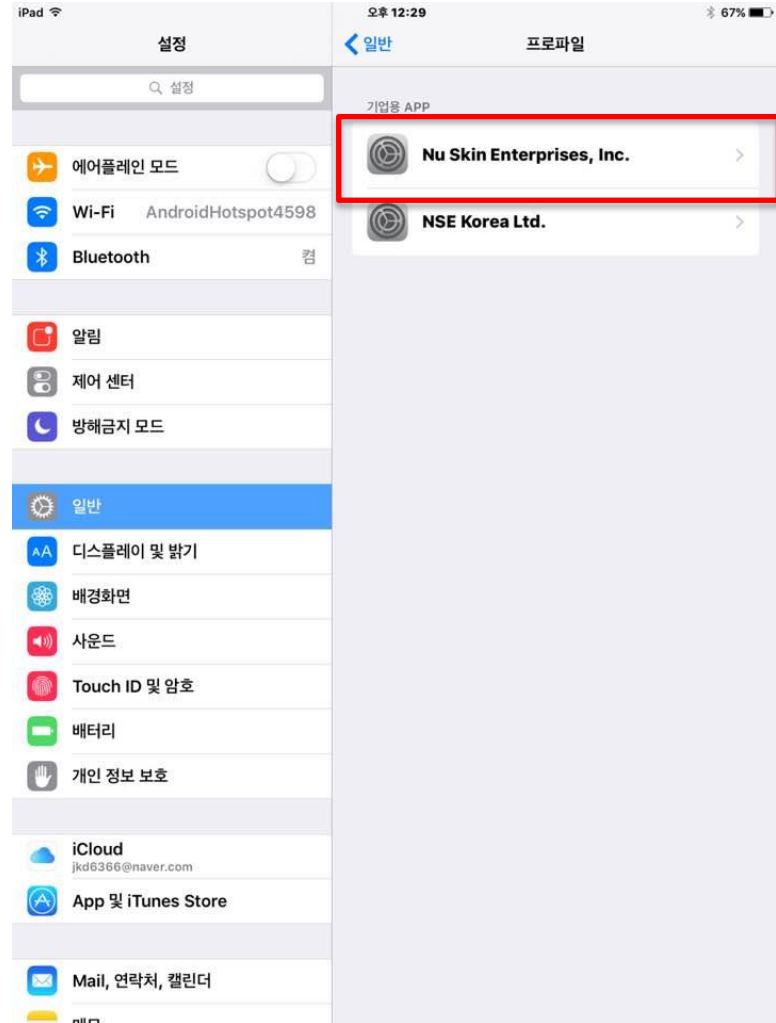 iPad
오후 12:29
67%
설정
일반
프로파일
설정
기업용 APP
Nu Skin Enterprises, Inc.
NSE Korea Ltd.
에어플레인 모드
Wi-Fi AndroidHotspot4598
Bluetooth 켬
알림
제어 센터
방해금지 모드
일반
AA 디스플레이 및 밝기
배경화면
사운드
Touch ID 및 암호
배터리
개인 정보 보호
iCloud
jkd6366@naver.com
App 및 iTunes Store
Mail, 연락처, 캘린더